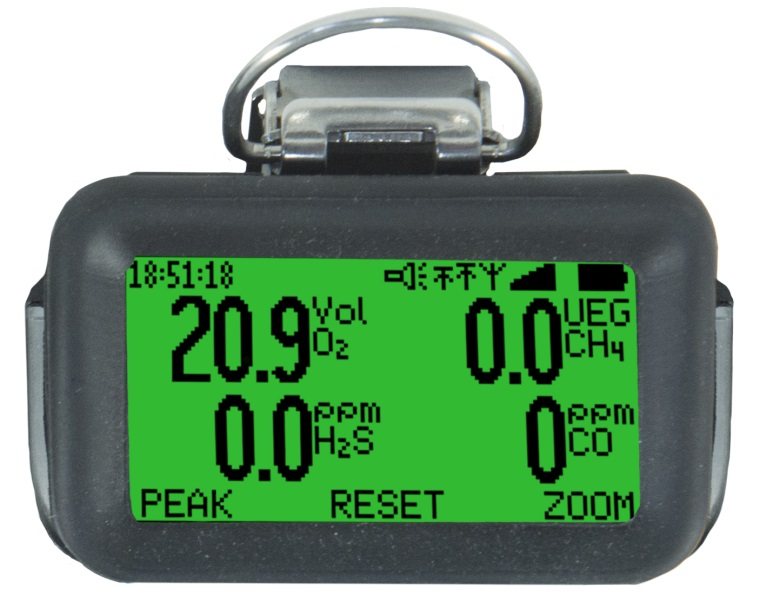 18:51:18
20.9 Vol O₂
0.0 UEG CH₄
0.0 ppm H₂S
0 ppm CO
PEAK RESET ZOOM